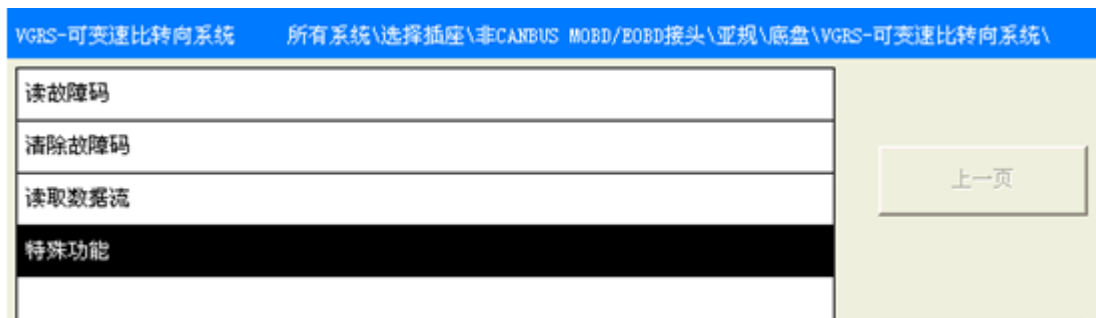 VGRS-可变速比转向系统 所有系统\选择插座\非CANBUS MOBD/EOBD接头\亚规\底盘\VGRS-可变速比转向系统\
读故障码
清除故障码
读取数据流
上一页
特殊功能